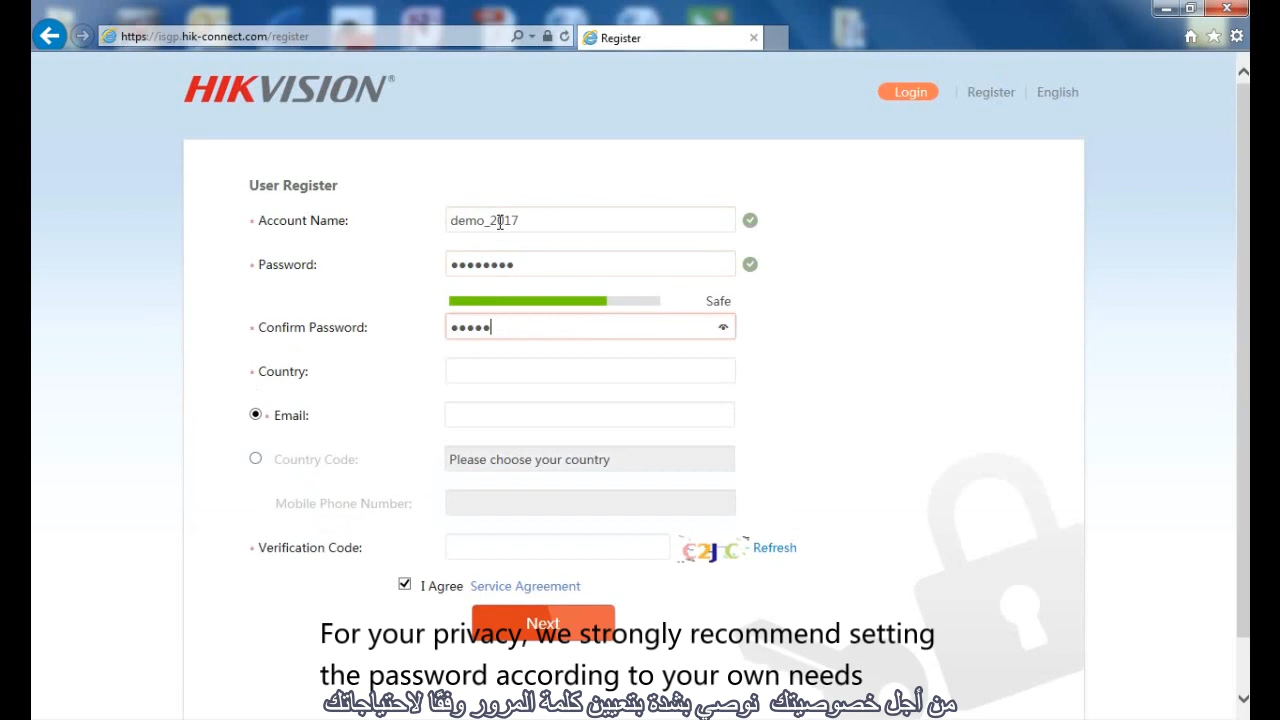 https://isgp.hik-connect.com/register
Register
HIKVISION®
Login | Register | English
User Register
Account Name:
demo_2017
Password:
Safe
Confirm Password:
Country:
Email:
Country Code:
Please choose your country
Mobile Phone Number:
Verification Code:
Refresh
I Agree Service Agreement
Next
For your privacy, we strongly recommend setting
the password according to your own needs
من أجل خصوصيتك نوصي بشدة بتعيين كلمة المرور وفقًا لاحتياجاتك